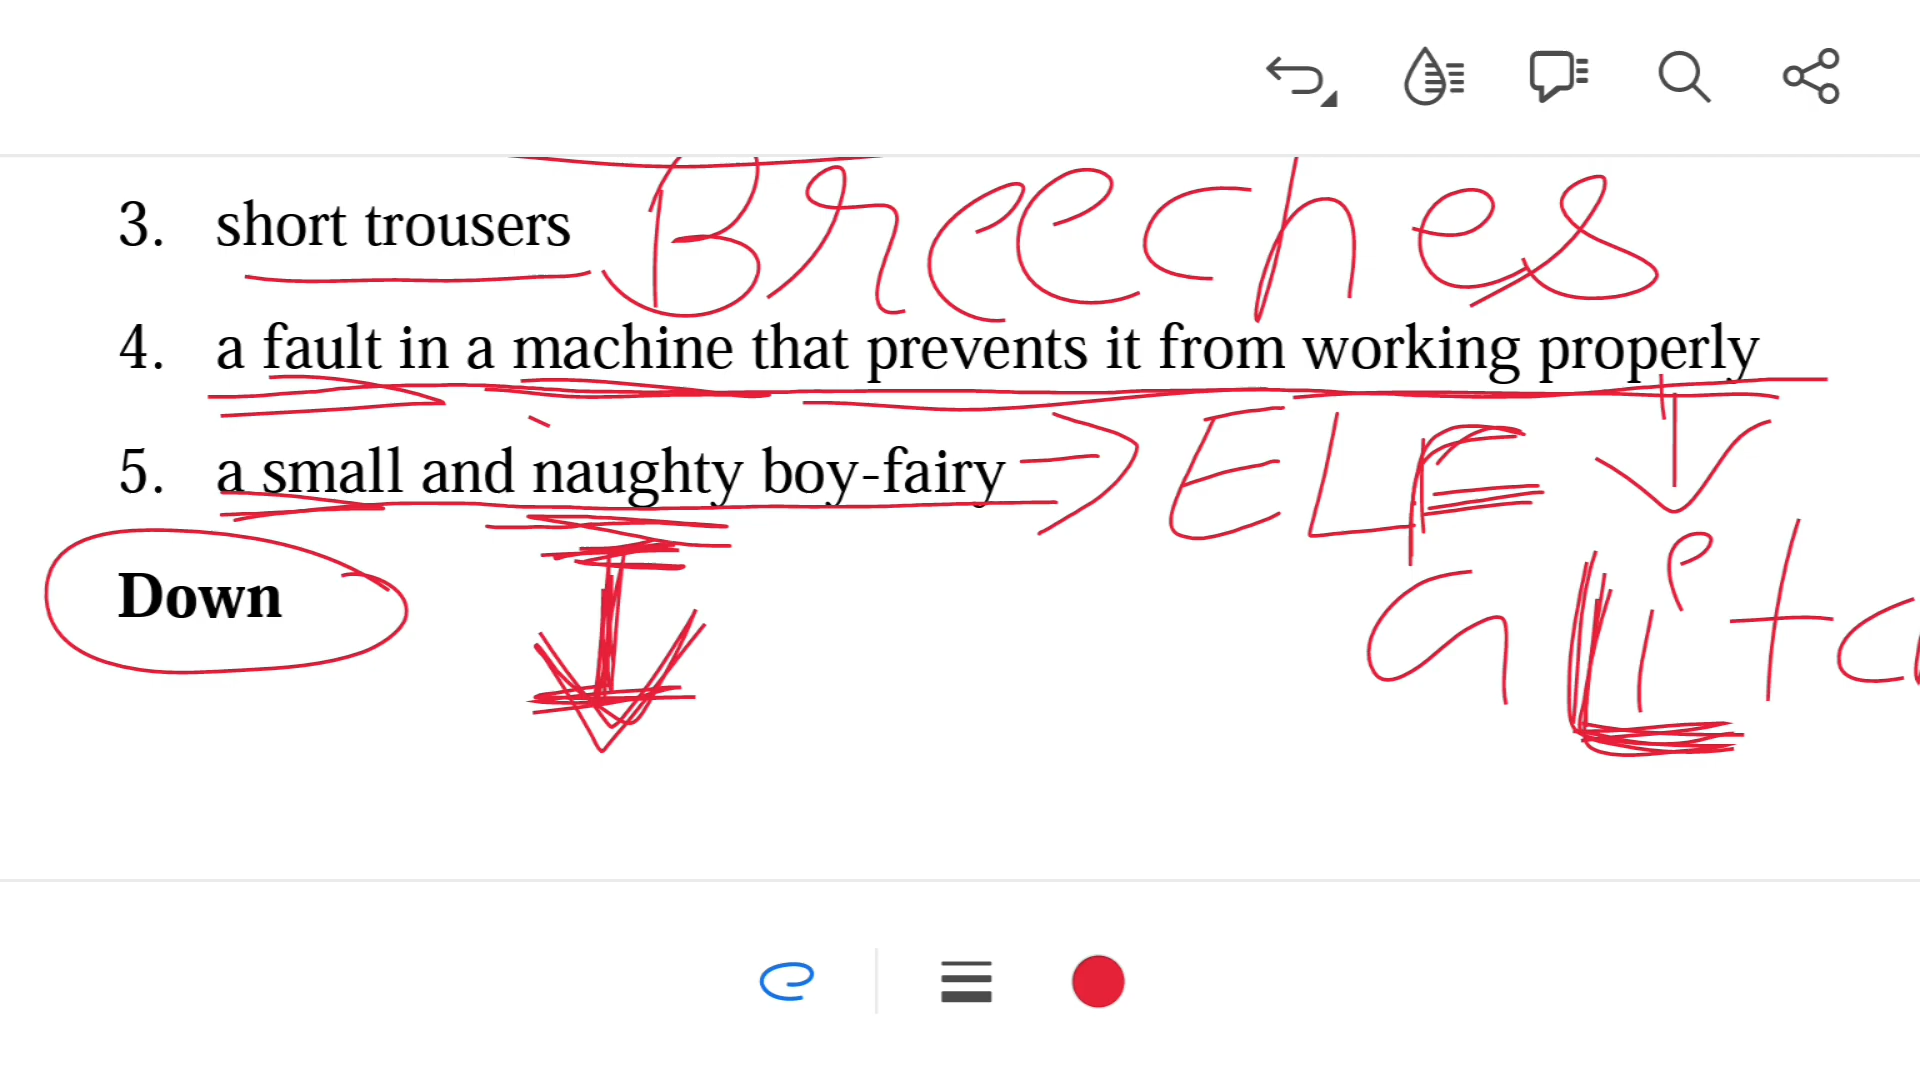 3. short trousers Breeches
4. a fault in a machine that prevents it from working properly
5. a small and naughty boy-fairy ELF
Down